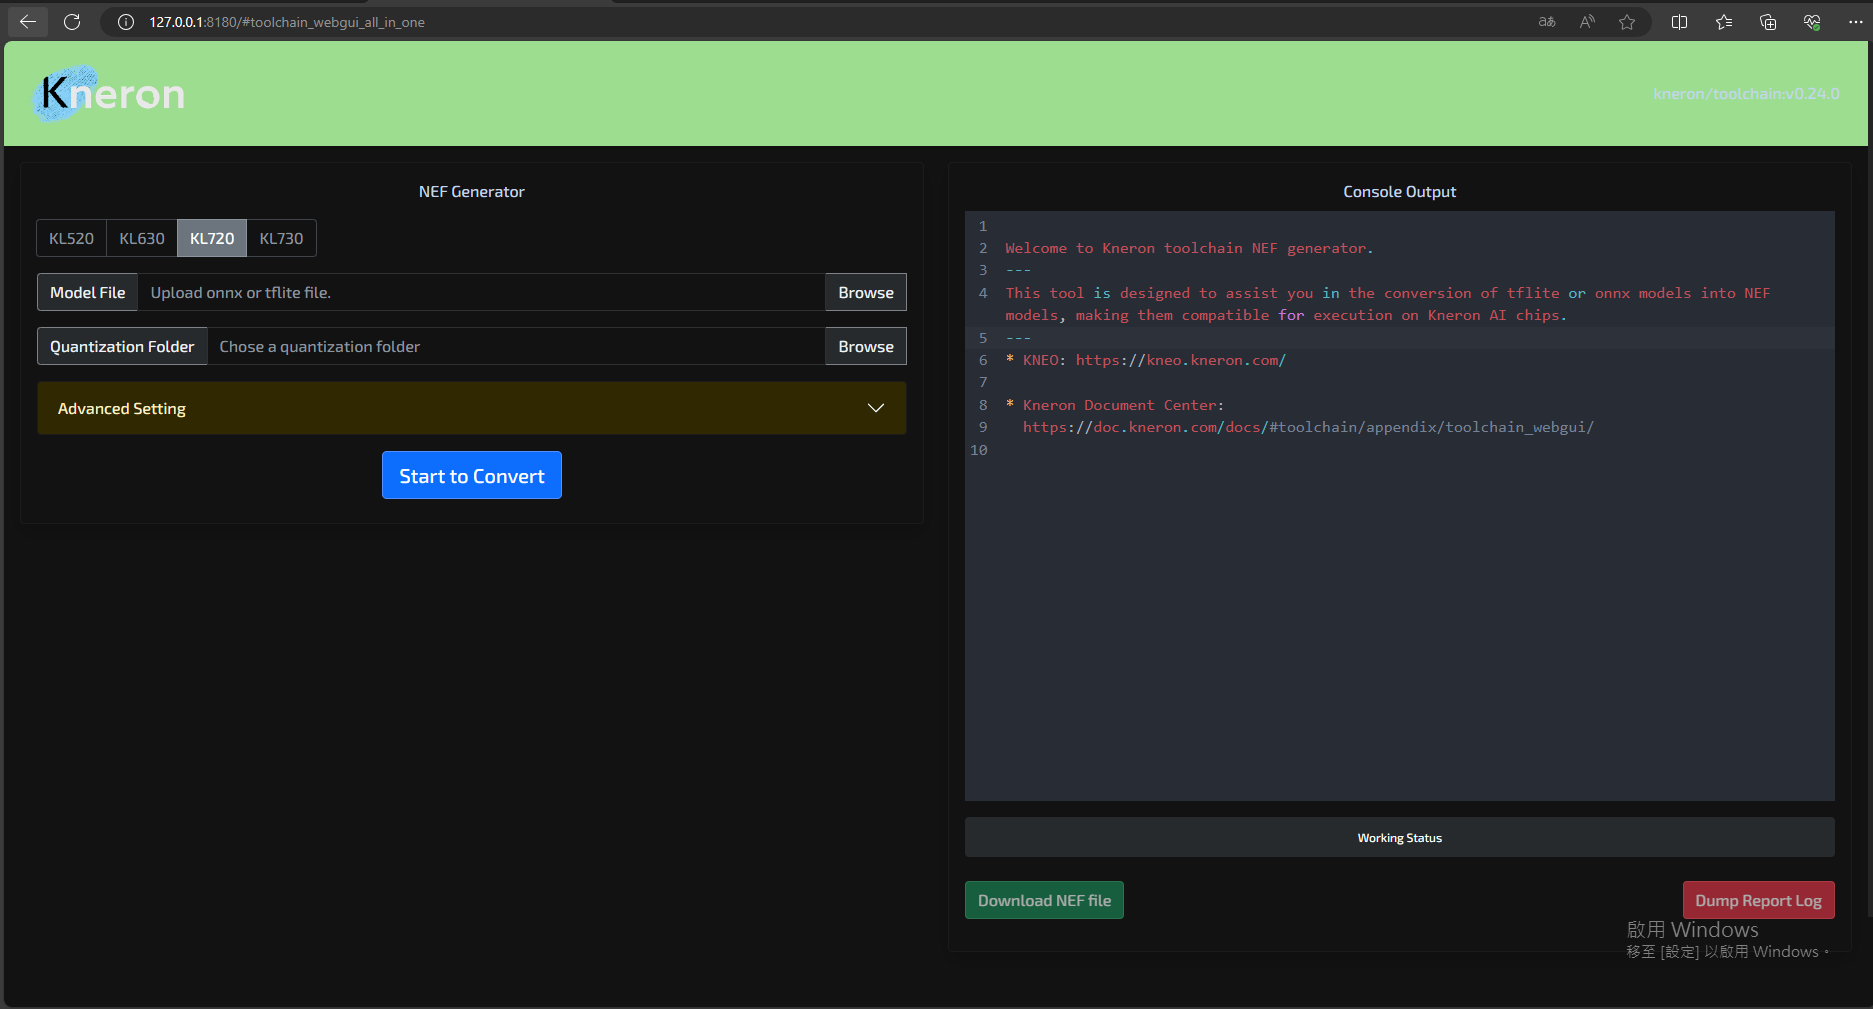 127.0.0.1:8180/#toolchain_webgui_all_in_one
Kneron
kneron/toolchain:v0.24.0
NEF Generator
KL520 KL630 KL720 KL730
Model File Upload onnx or tflite file. Browse
Quantization Folder Chose a quantization folder Browse
Advanced Setting
Start to Convert
Console Output
1
2 Welcome to Kneron toolchain NEF generator.
3 ---
4 This tool is designed to assist you in the conversion of tflite or onnx models into NEF
models, making them compatible for execution on Kneron AI chips.
5 ---
6 * KNEO: https://kneo.kneron.com/
7
8 * Kneron Document Center:
9 https://doc.kneron.com/docs/#toolchain/appendix/toolchain_webgui/
10
Working Status
Download NEF file Dump Report Log
啟用 Windows
移至 [設定] 以啟用 Windows。